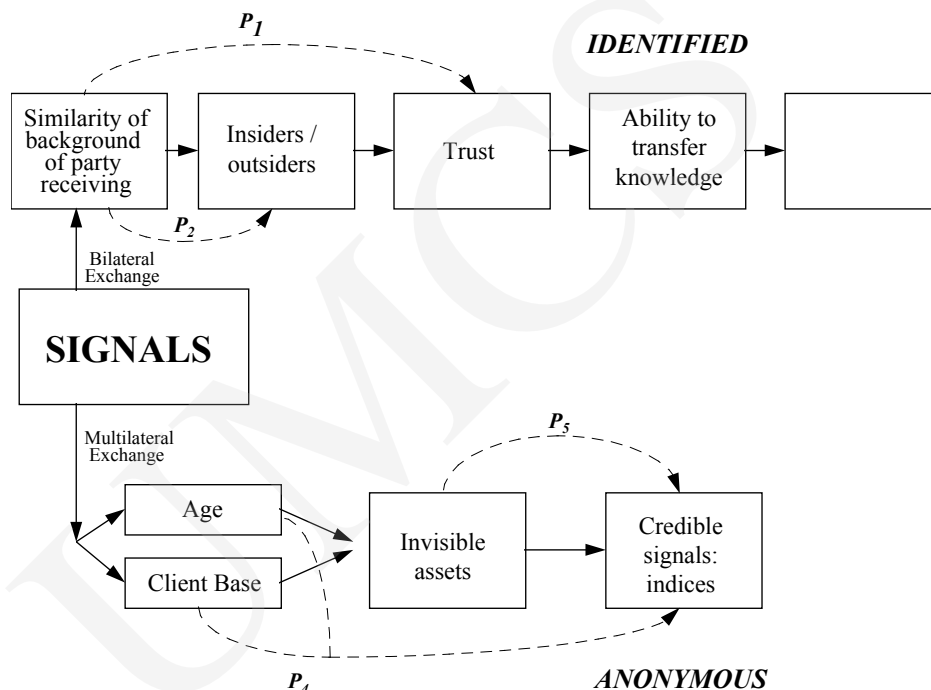 P1
IDENTIFIED
Similarity of
background
of party
receiving
Insiders /
outsiders
Trust
Ability to
transfer
knowledge
P2
Bilateral
Exchange
SIGNALS
Multilateral
Exchange
P5
Age
Client Base
Invisible
assets
Credible
signals:
indices
P4
ANONYMOUS
UMCS